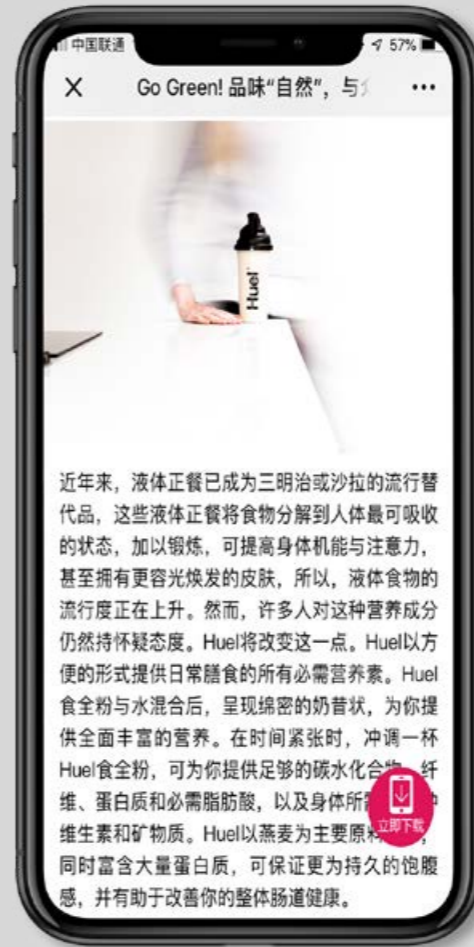 中国联通
57%
Go Green! 品味“自然”，与
•••
Huel
近年来，液体正餐已成为三明治或沙拉的流行替
代品，这些液体正餐将食物分解到人体最可吸收
的状态，加以锻炼，可提高身体机能与注意力，
甚至拥有更容光焕发的皮肤，所以，液体食物的
流行度正在上升。然而，许多人对这种营养成分
仍然持怀疑态度。Huel将改变这一点。Huel以方
便的形式提供日常膳食的所有必需营养素。Huel
食全粉与水混合后，呈现绵密的奶昔状，为你提
供全面丰富的营养。在时间紧张时，冲调一杯
Huel食全粉，可为你提供足够的碳水化合 纤
维、蛋白质和必需脂肪酸，以及身体所
维生素和矿物质。Huel以燕麦为主要原
同时富含大量蛋白质，可保证更为持久的饱腹
感，并有助于改善你的整体肠道健康。
立即下载